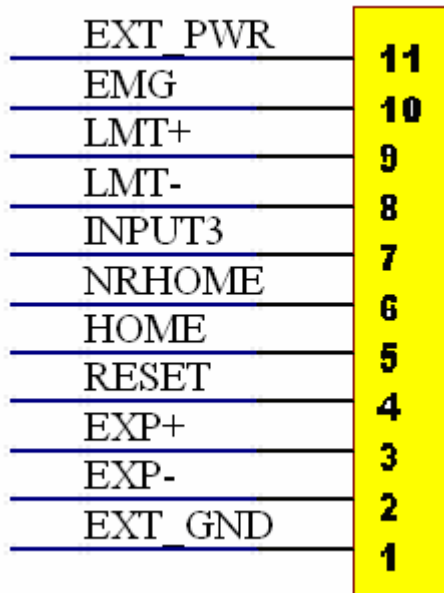 EXT_PWR 11
EMG 10
LMT+ 9
LMT- 8
INPUT3 7
NRHOME 6
HOME 5
RESET 4
EXP+ 3
EXP- 2
EXT_GND 1